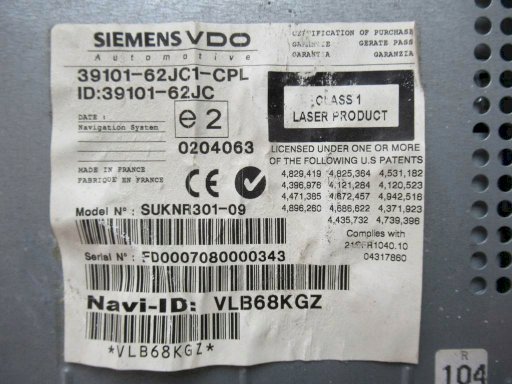 SIEMENS VDO
Automotive
39101-62JC1-CPL
ID:39101-62JC
DATE :
Navigation System
e2
0204063
MADE IN FRANCE
FABRIQUE EN FRANCE
CE
Model N° : SUKNR301-09
Serial N° : FD0007080000343
Navi-ID: VLB68KGZ
*VLB68KGZ*
CERTIFICATION OF PURCHASE
GARANTIE GERATE PASS
GARANTIA GARANZIA
CLASS 1
LASER PRODUCT
LICENSED UNDER ONE OR MORE
OF THE FOLLOWING U.S PATENTS
4,829,419 4,825,364 4,531,182
4,396,976 4,121,284 4,120,523
4,471,385 4,672,457 4,942,516
4,896,260 4,686,822 4,371,923
4,435,732 4,739,396
Complies with
04317860
R
104